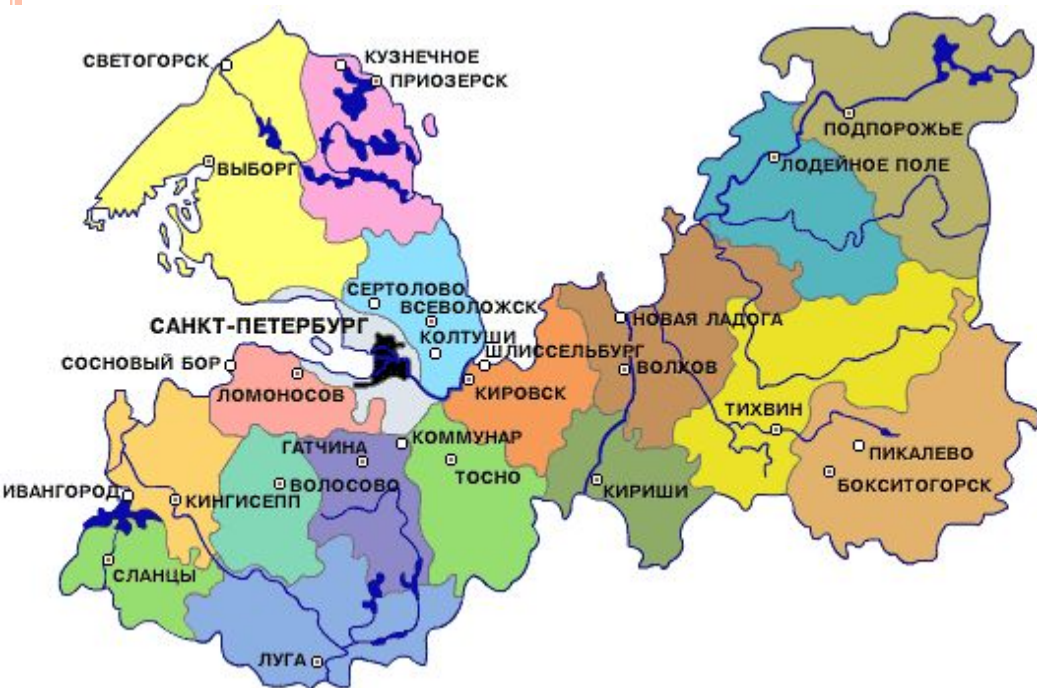 СВЕТОГОРСК
КУЗНЕЧНОЕ
ПРИОЗЕРСК
ПОДПОРОЖЬЕ
ЛОДЕЙНОЕ ПОЛЕ
ВЫБОРГ
СЕРТОЛОВО
ВСЕВОЛОЖСК
САНКТ-ПЕТЕРБУРГ
КОЛТУШИ
НОВАЯ ЛАДОГА
ШЛИССЕЛЬБУРГ
СОСНОВЫЙ БОР
ЛОМОНОСОВ
КИРОВСК
ВОЛХОВ
ТИХВИН
КОММУНАР
ГАТЧИНА
ПИКАЛЕВО
ТОСНО
ВОЛОСОВО
КИРИШИ
БОКСИТОГОРСК
ИВАНГОРОД
КИНГИСЕПП
СЛАНЦЫ
ЛУГА